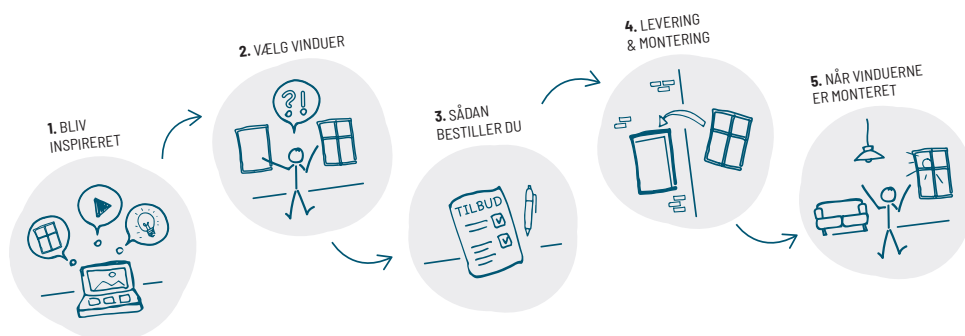 1. BLIV
INSPIRERET
2. VÆLG VINDUER
?!
3. SÅDAN
BESTILLER DU
TILBUD
4. LEVERING
& MONTERING
5. NÅR VINDUERNE
ER MONTERET